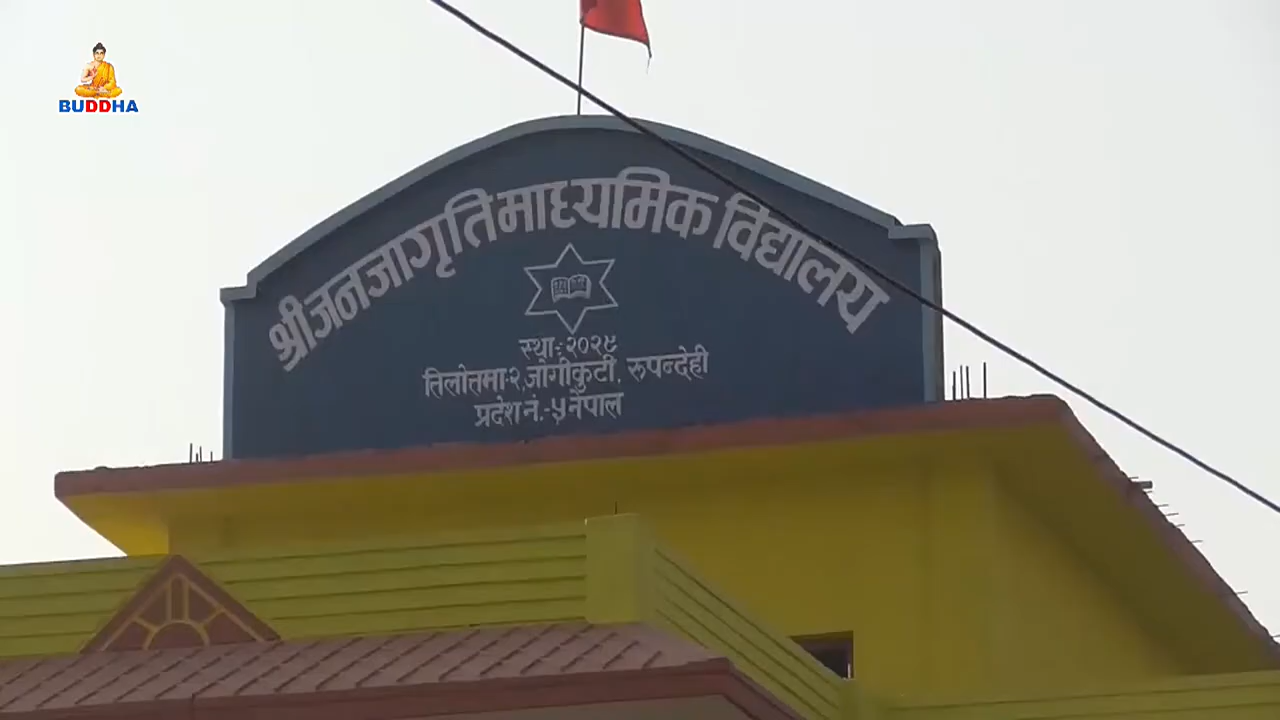 BUDDHA
श्री जनजागृति माध्यमिक विद्यालय
स्था-: २०२९
तिलोत्तमा-२, जोगीकुटी, रुपन्देही
प्रदेश नं.-५ नेपाल